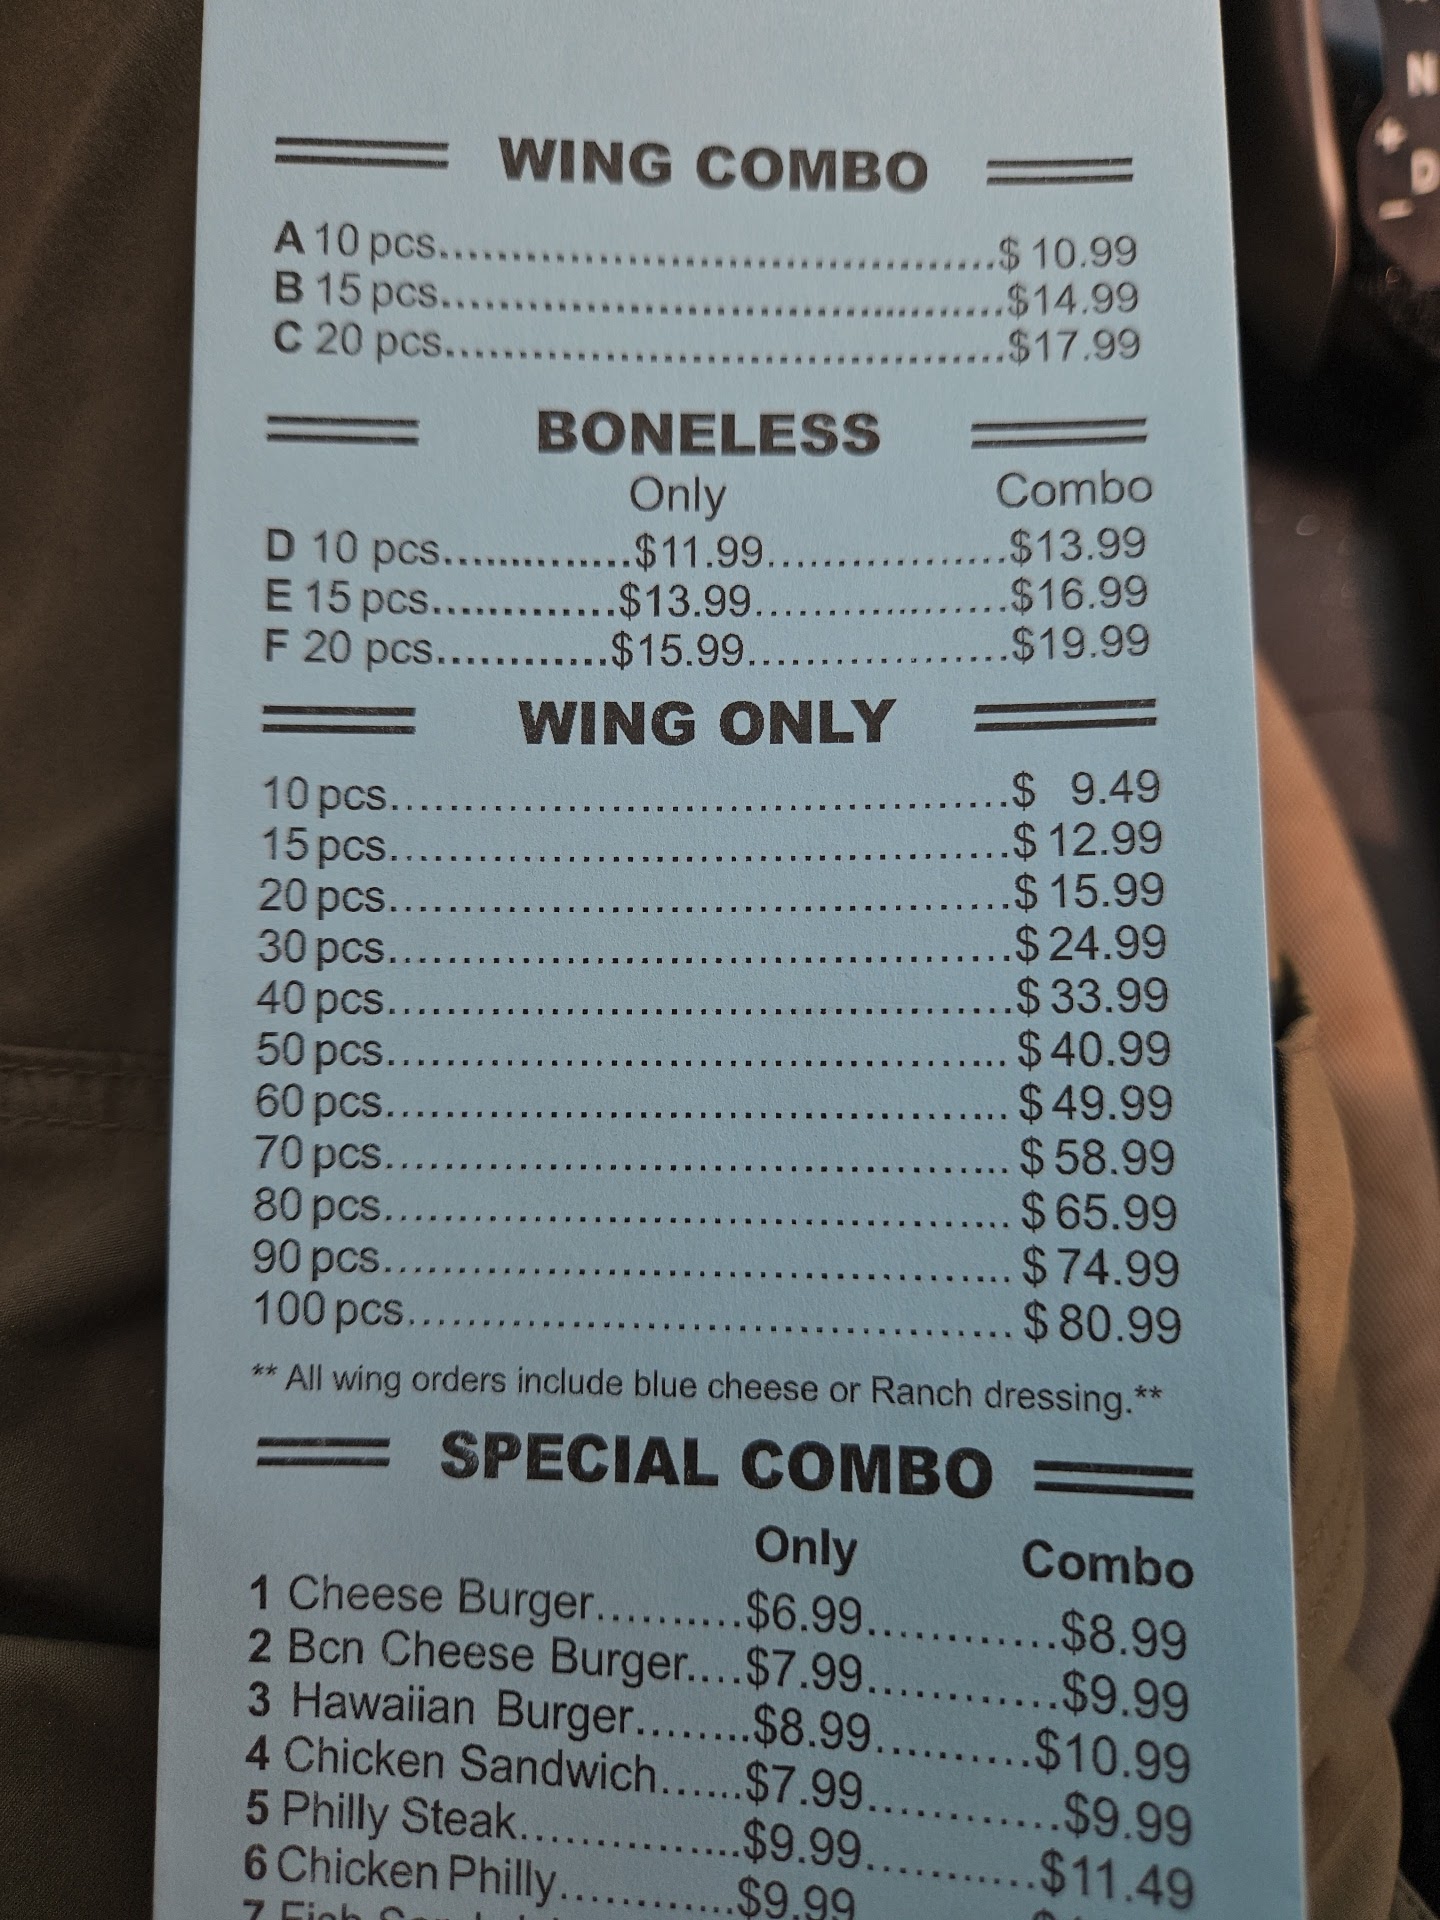 WING COMBO
A 10 pcs.......................................$ 10.99
B 15 pcs.......................................$14.99
C 20 pcs.......................................$17.99
BONELESS
Only Combo
D 10 pcs.............$11.99.................$13.99
E 15 pcs.............$13.99.................$16.99
F 20 pcs............$15.99..................$19.99
WING ONLY
10 pcs..........................................$ 9.49
15 pcs..........................................$ 12.99
20 pcs..........................................$ 15.99
30 pcs..........................................$ 24.99
40 pcs..........................................$ 33.99
50 pcs..........................................$ 40.99
60 pcs..........................................$ 49.99
70 pcs..........................................$ 58.99
80 pcs..........................................$ 65.99
90 pcs..........................................$ 74.99
100 pcs.........................................$ 80.99
** All wing orders include blue cheese or Ranch dressing.**
SPECIAL COMBO
Only Combo
1 Cheese Burger..........$6.99.............$8.99
2 Bcn Cheese Burger....$7.99.............$9.99
3 Hawaiian Burger........$8.99...........$10.99
4 Chicken Sandwich......$7.99.............$9.99
5 Philly Steak...............$9.99............$11.49
6 Chicken Philly............$9.99
7
N
+
D
−